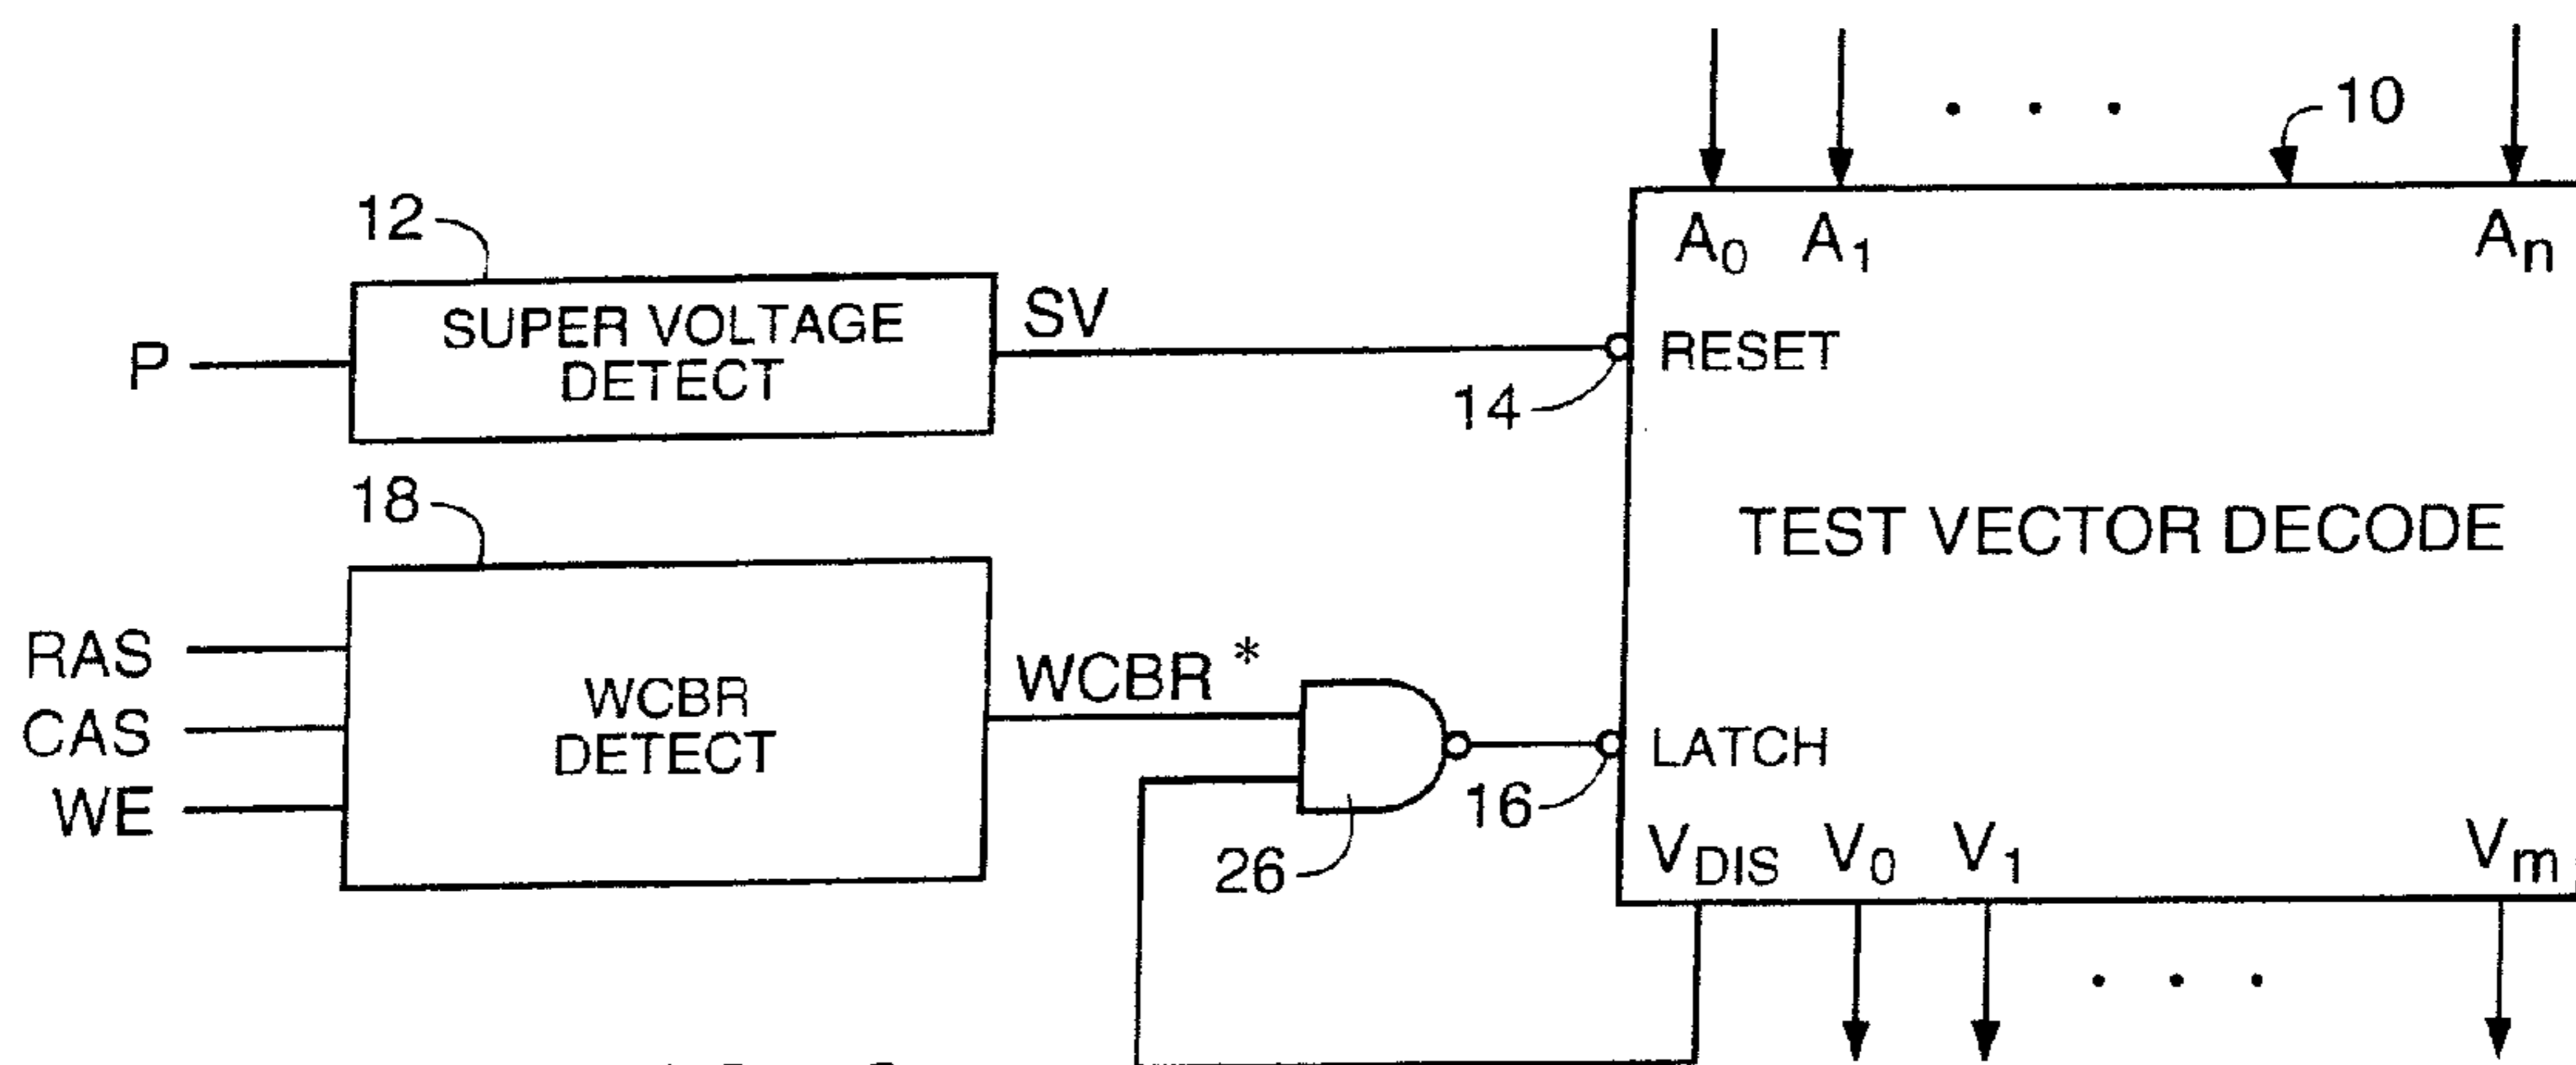 10
A0 A1 An
12
SUPER VOLTAGE
DETECT
SV
P
RESET
14
18
TEST VECTOR DECODE
RAS
CAS
WE
WCBR
DETECT
WCBR *
LATCH
16
26
VDIS V0 V1 Vm